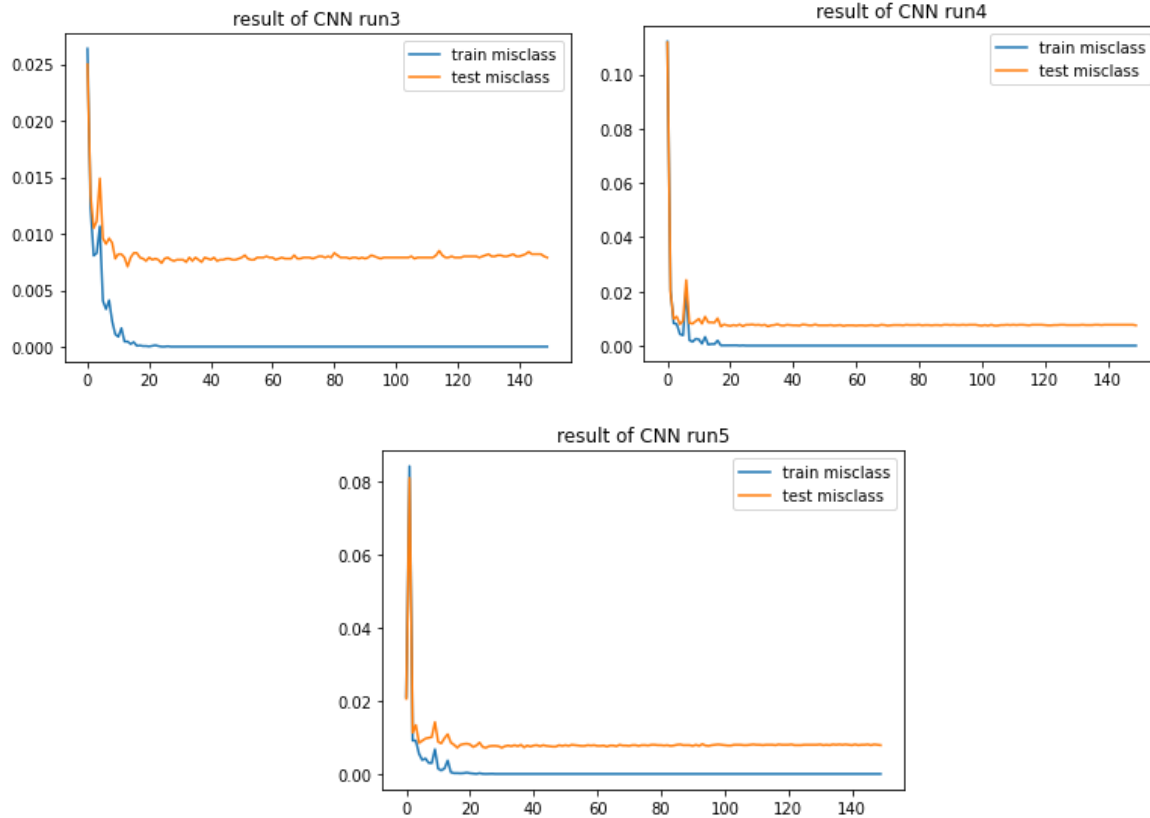 result of CNN run3
train misclass
test misclass
0.025
0.020
0.015
0.010
0.005
0.000
0 20 40 60 80 100 120 140
result of CNN run4
train misclass
test misclass
0.10
0.08
0.06
0.04
0.02
0.00
0 20 40 60 80 100 120 140
result of CNN run5
train misclass
test misclass
0.08
0.06
0.04
0.02
0.00
0 20 40 60 80 100 120 140